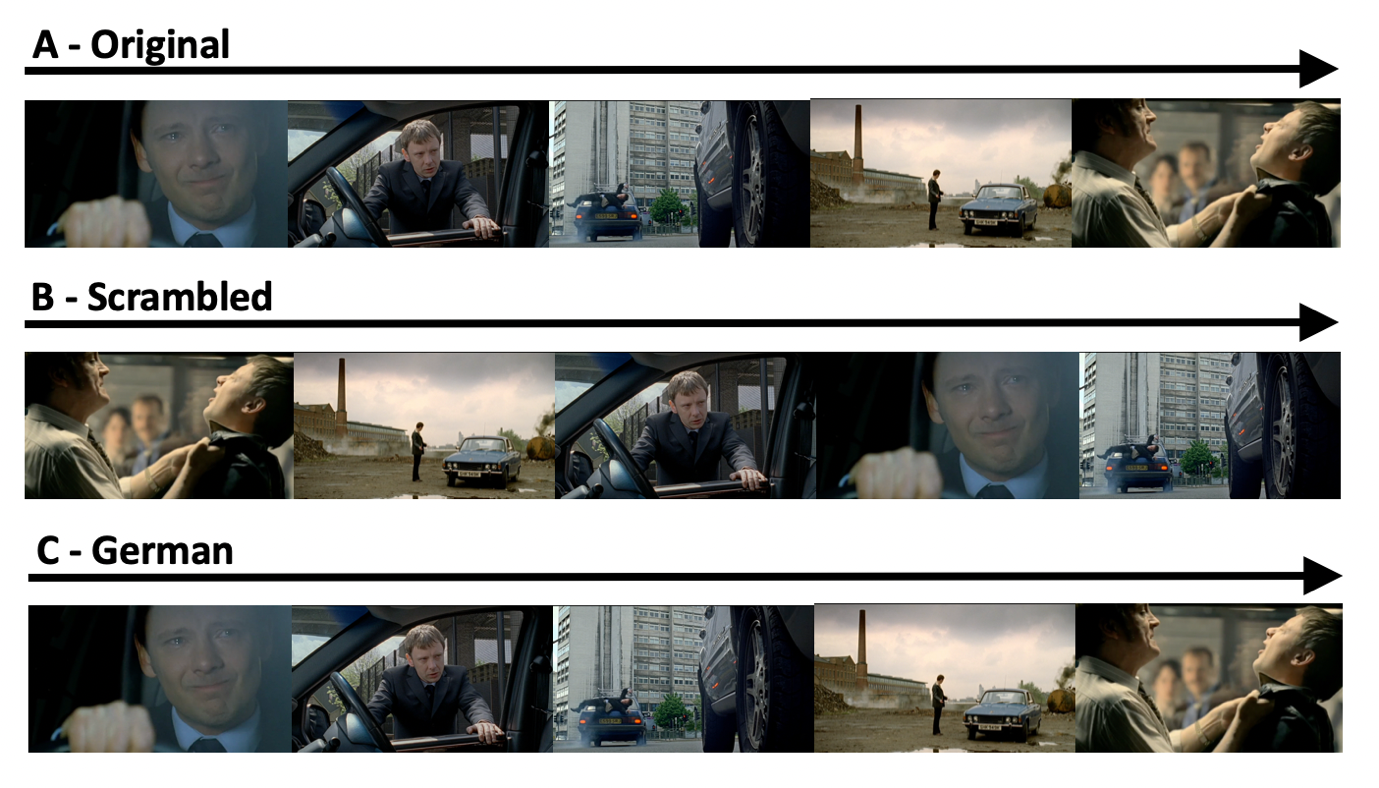 A - Original
B - Scrambled
C - German